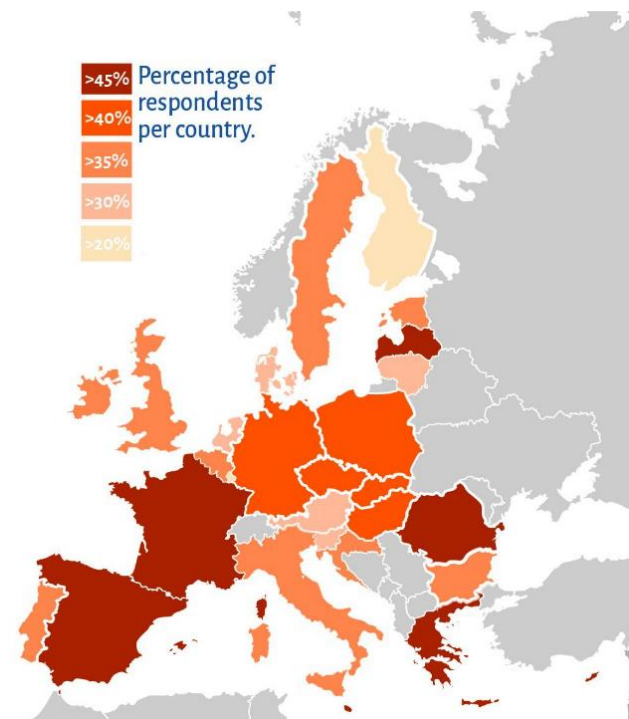 >45% Percentage of
respondents
>40% per country.
>35%
>30%
>20%